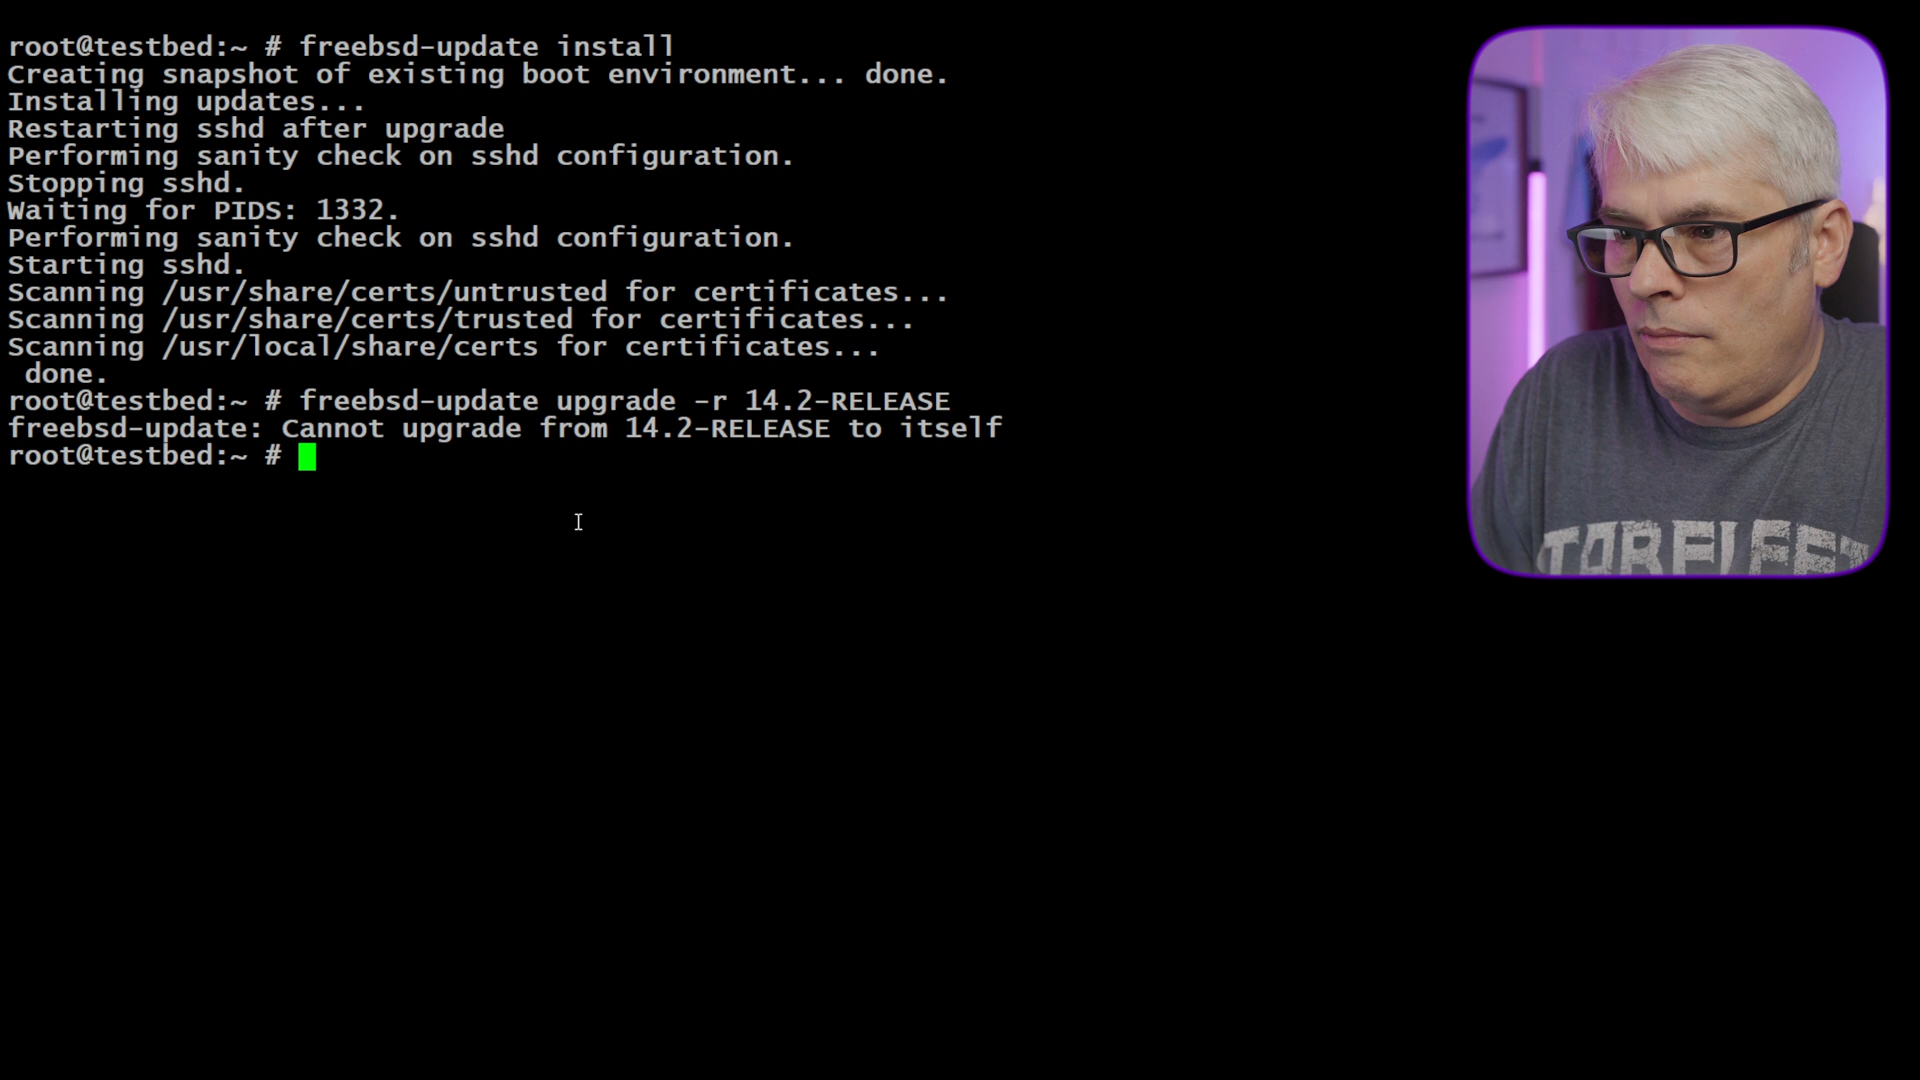 root@testbed:~ # freebsd-update install
Creating snapshot of existing boot environment... done.
Installing updates...
Restarting sshd after upgrade
Performing sanity check on sshd configuration.
Stopping sshd.
Waiting for PIDS: 1332.
Performing sanity check on sshd configuration.
Starting sshd.
Scanning /usr/share/certs/untrusted for certificates...
Scanning /usr/share/certs/trusted for certificates...
Scanning /usr/local/share/certs for certificates...
 done.
root@testbed:~ # freebsd-update upgrade -r 14.2-RELEASE
freebsd-update: Cannot upgrade from 14.2-RELEASE to itself
root@testbed:~ #
TARFLEET